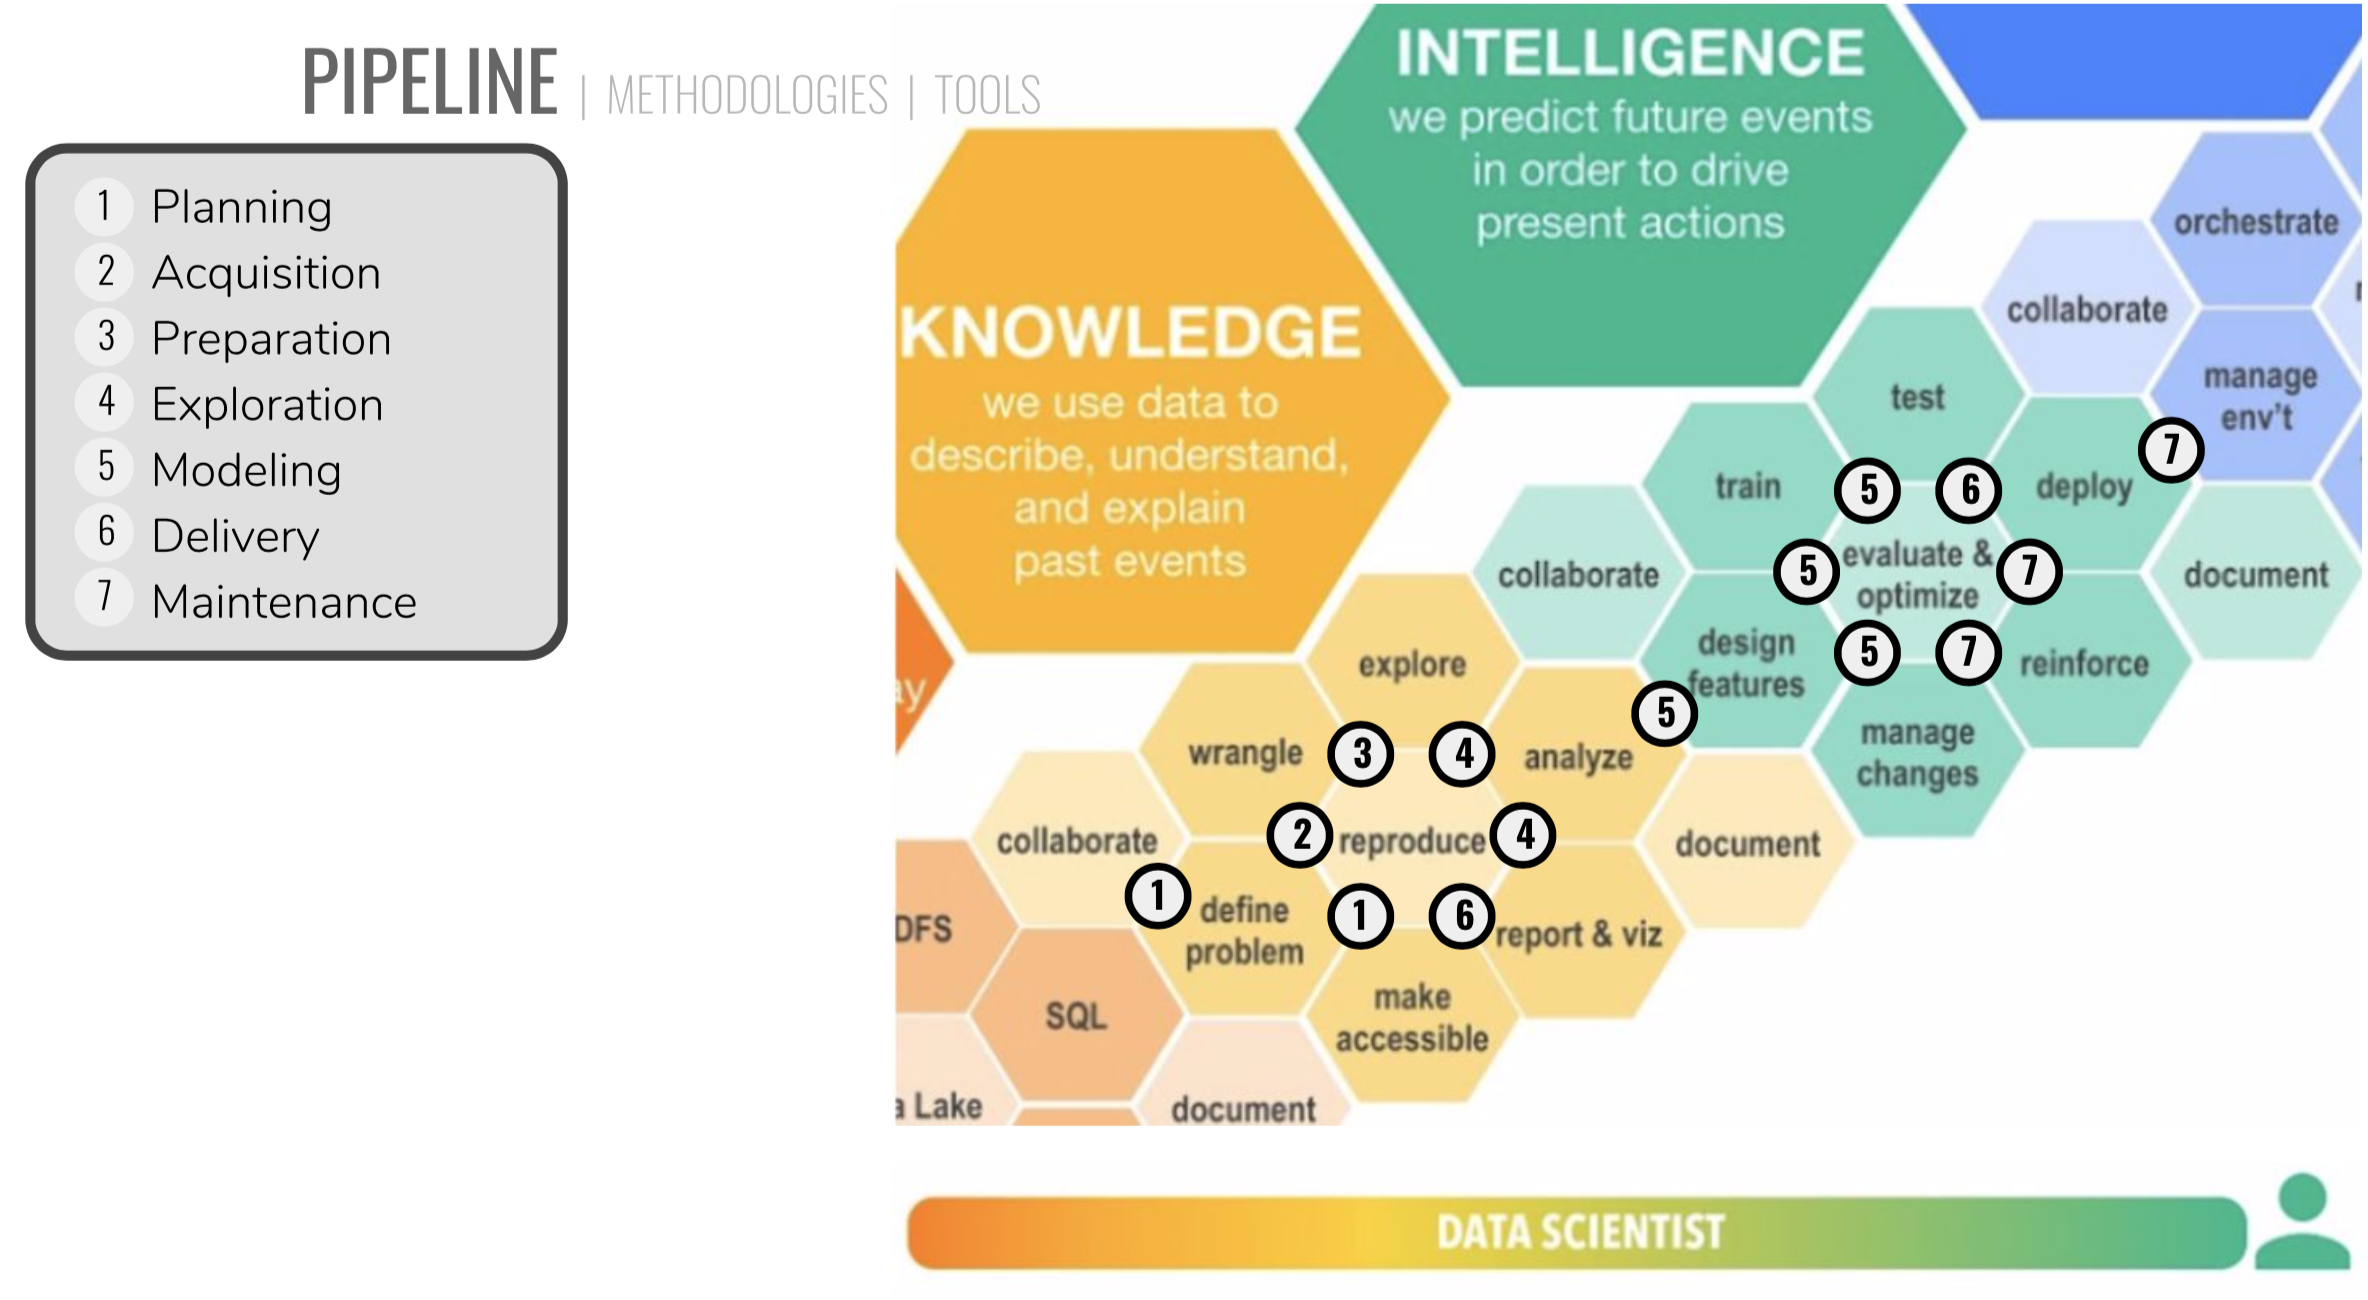 PIPELINE | METHODOLOGIES | TOOLS
1 Planning
2 Acquisition
3 Preparation
4 Exploration
5 Modeling
6 Delivery
7 Maintenance
INTELLIGENCE
we predict future events
in order to drive
present actions
KNOWLEDGE
we use data to
describe, understand,
and explain
past events
orchestrate
collaborate
manage
env't
test
7
train
5
6
deploy
collaborate
5
evaluate &
optimize
7
document
design
features
5
7
reinforce
explore
5
manage
changes
ay
wrangle
3
4
analyze
collaborate
2
reproduce
4
document
1
define
problem
1
6
report & viz
DFS
SQL
make
accessible
a Lake
document
DATA SCIENTIST